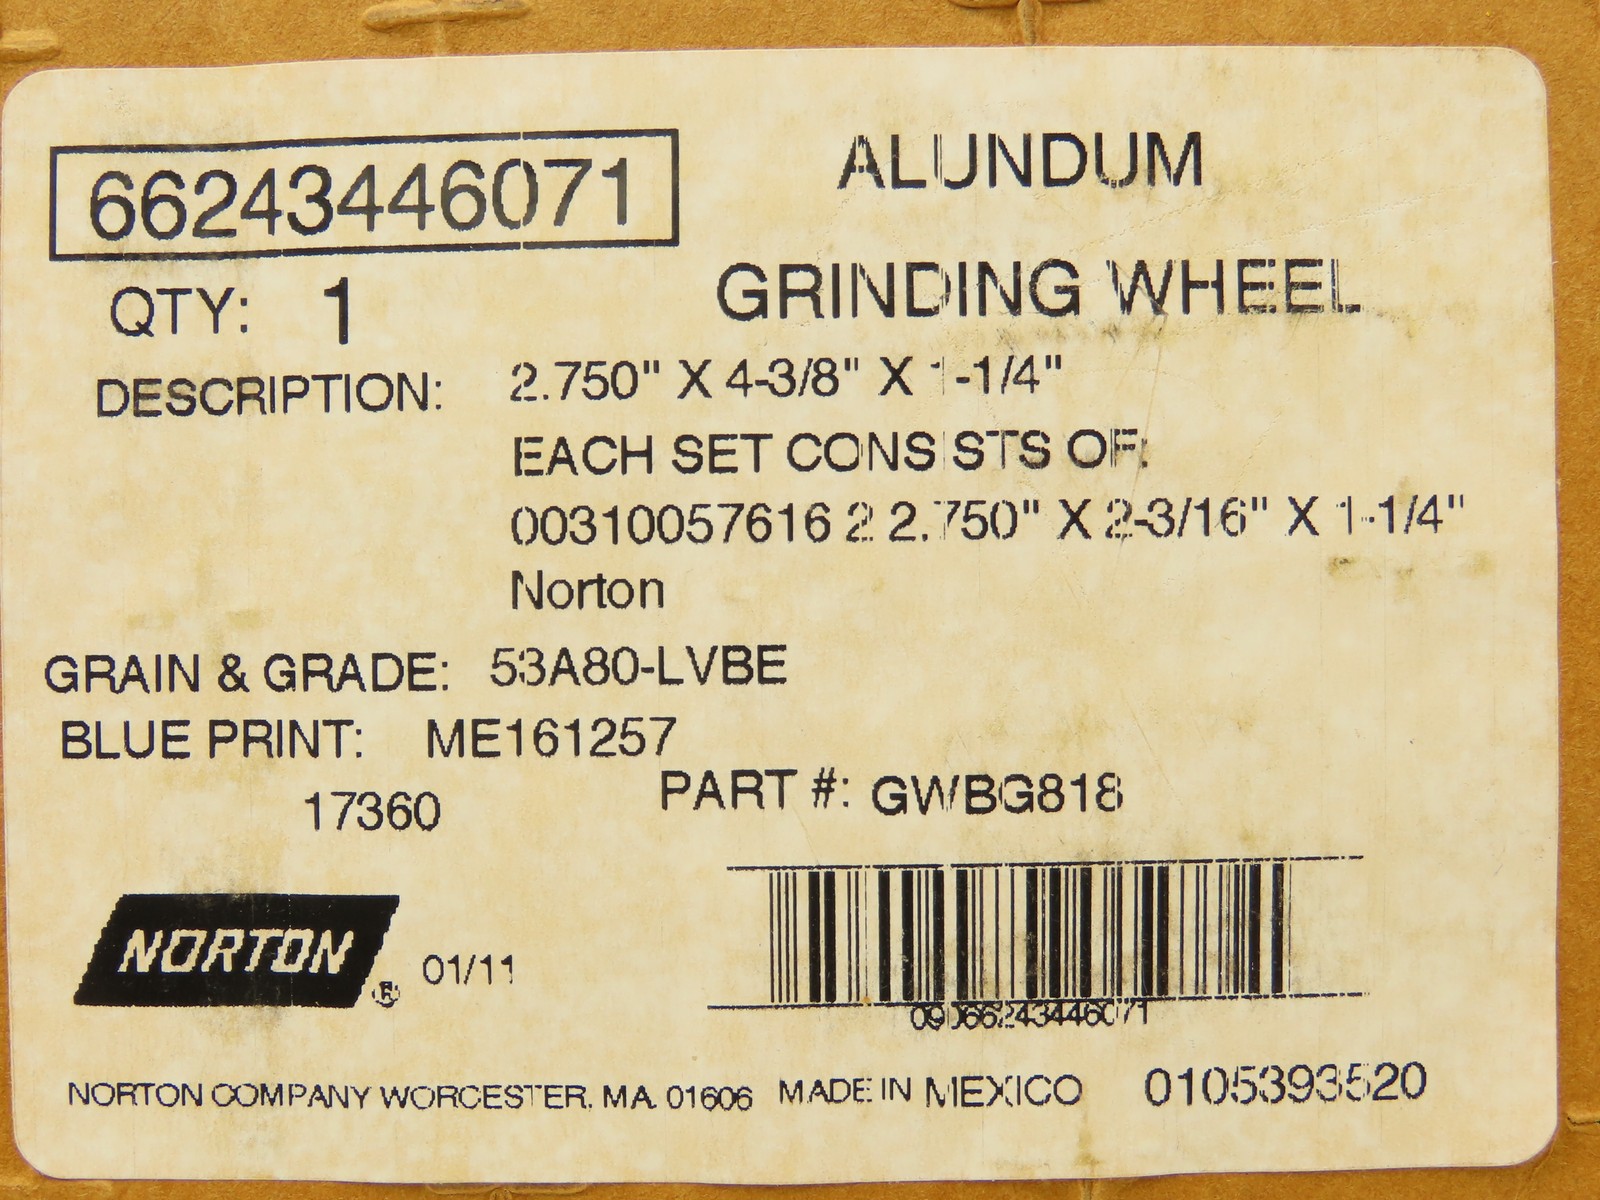 66243446071
ALUNDUM
QTY: 1
GRINDING WHEEL
DESCRIPTION: 2.750" X 4-3/8" X 1-1/4"
EACH SET CONSISTS OF:
00310057616 2 2.750" X 2-3/16" X 1-1/4"
Norton
GRAIN & GRADE: 53A80-LVBE
BLUE PRINT: ME161257
17360
PART #: GWBG818
NORTON ® 01/11
09066243446071
NORTON COMPANY WORCESTER. MA. 01606 MADE IN MEXICO 0105393520